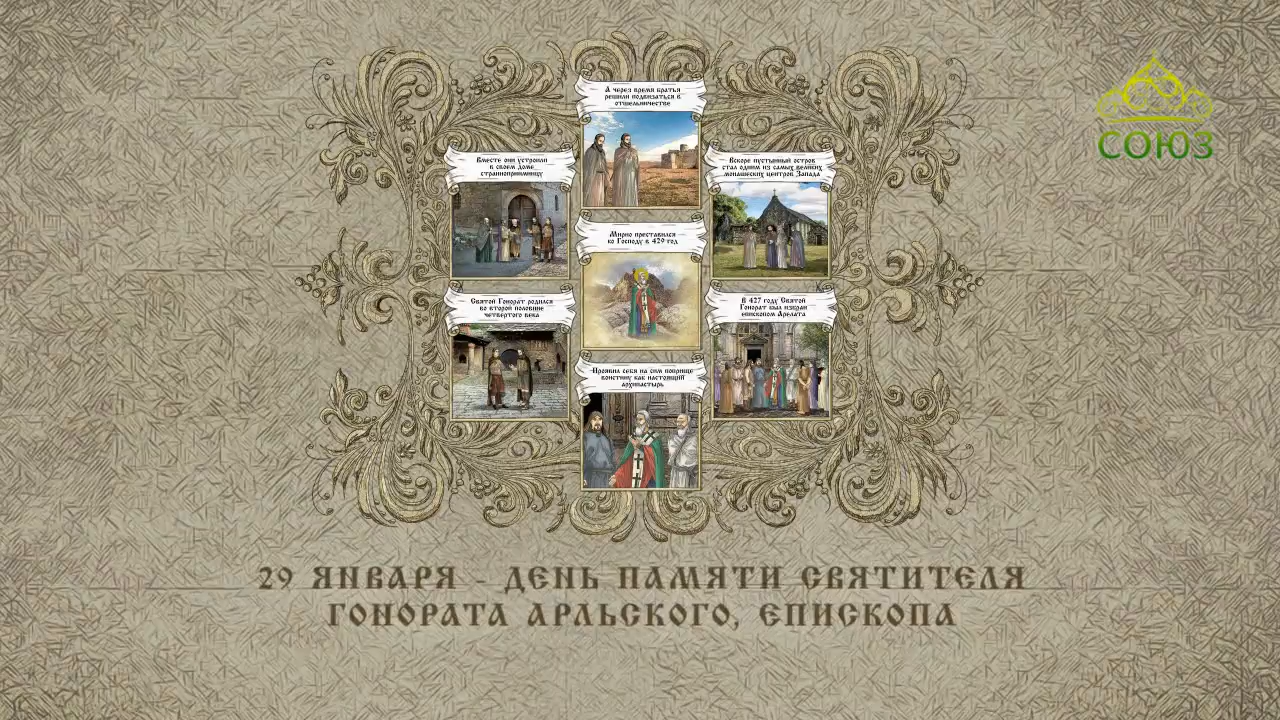 СОЮЗ
А через время братья
решили подвизаться в
отшельничестве
Вместе они устроили
в своем доме
странноприимницу
Вскоре пустынный остров
стал одним из самых великих
монашеских центров Запада
Мирно преставился
ко Господу в 429 год
Святой Гонорат родился
во второй половине
четвертого века
В 427 году Святой
Гонорат был избран
епископом Арелата
Проявил себя на сим поприще
воистину как настоящий
архипастырь
29 ЯНВАРЯ - ДЕНЬ ПАМЯТИ СВЯТИТЕЛЯ
ГОНОРАТА АРЛЬСКОГО, ЕПИСКОПА